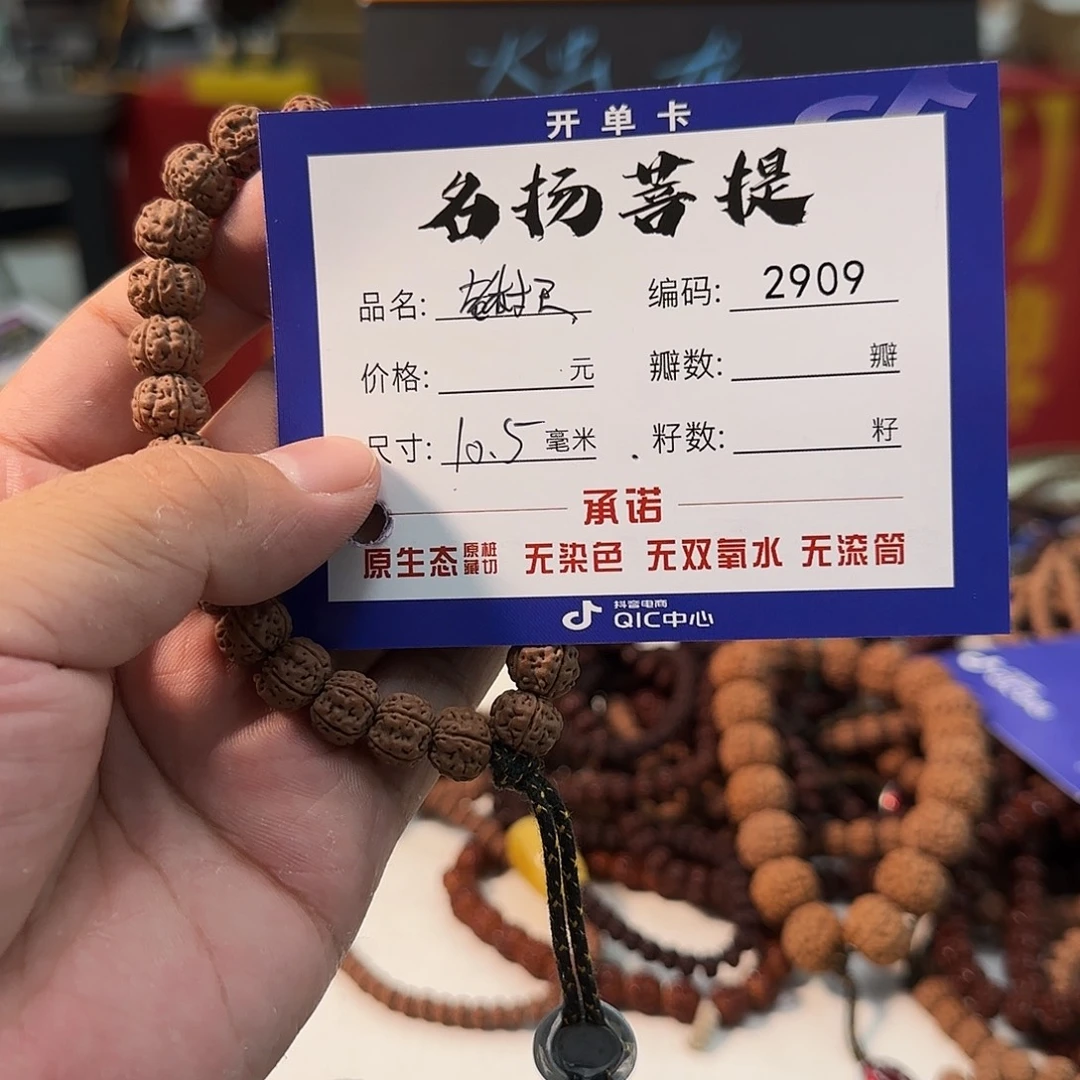 开单卡
名扬菩提
品名: 编码: 2909
价格: 元 瓣数: 瓣
尺寸: 10.5 毫米 籽数: 籽
承诺
原生态原桩藏切 无染色 无双氧水 无滚筒
抖音电商
QIC中心